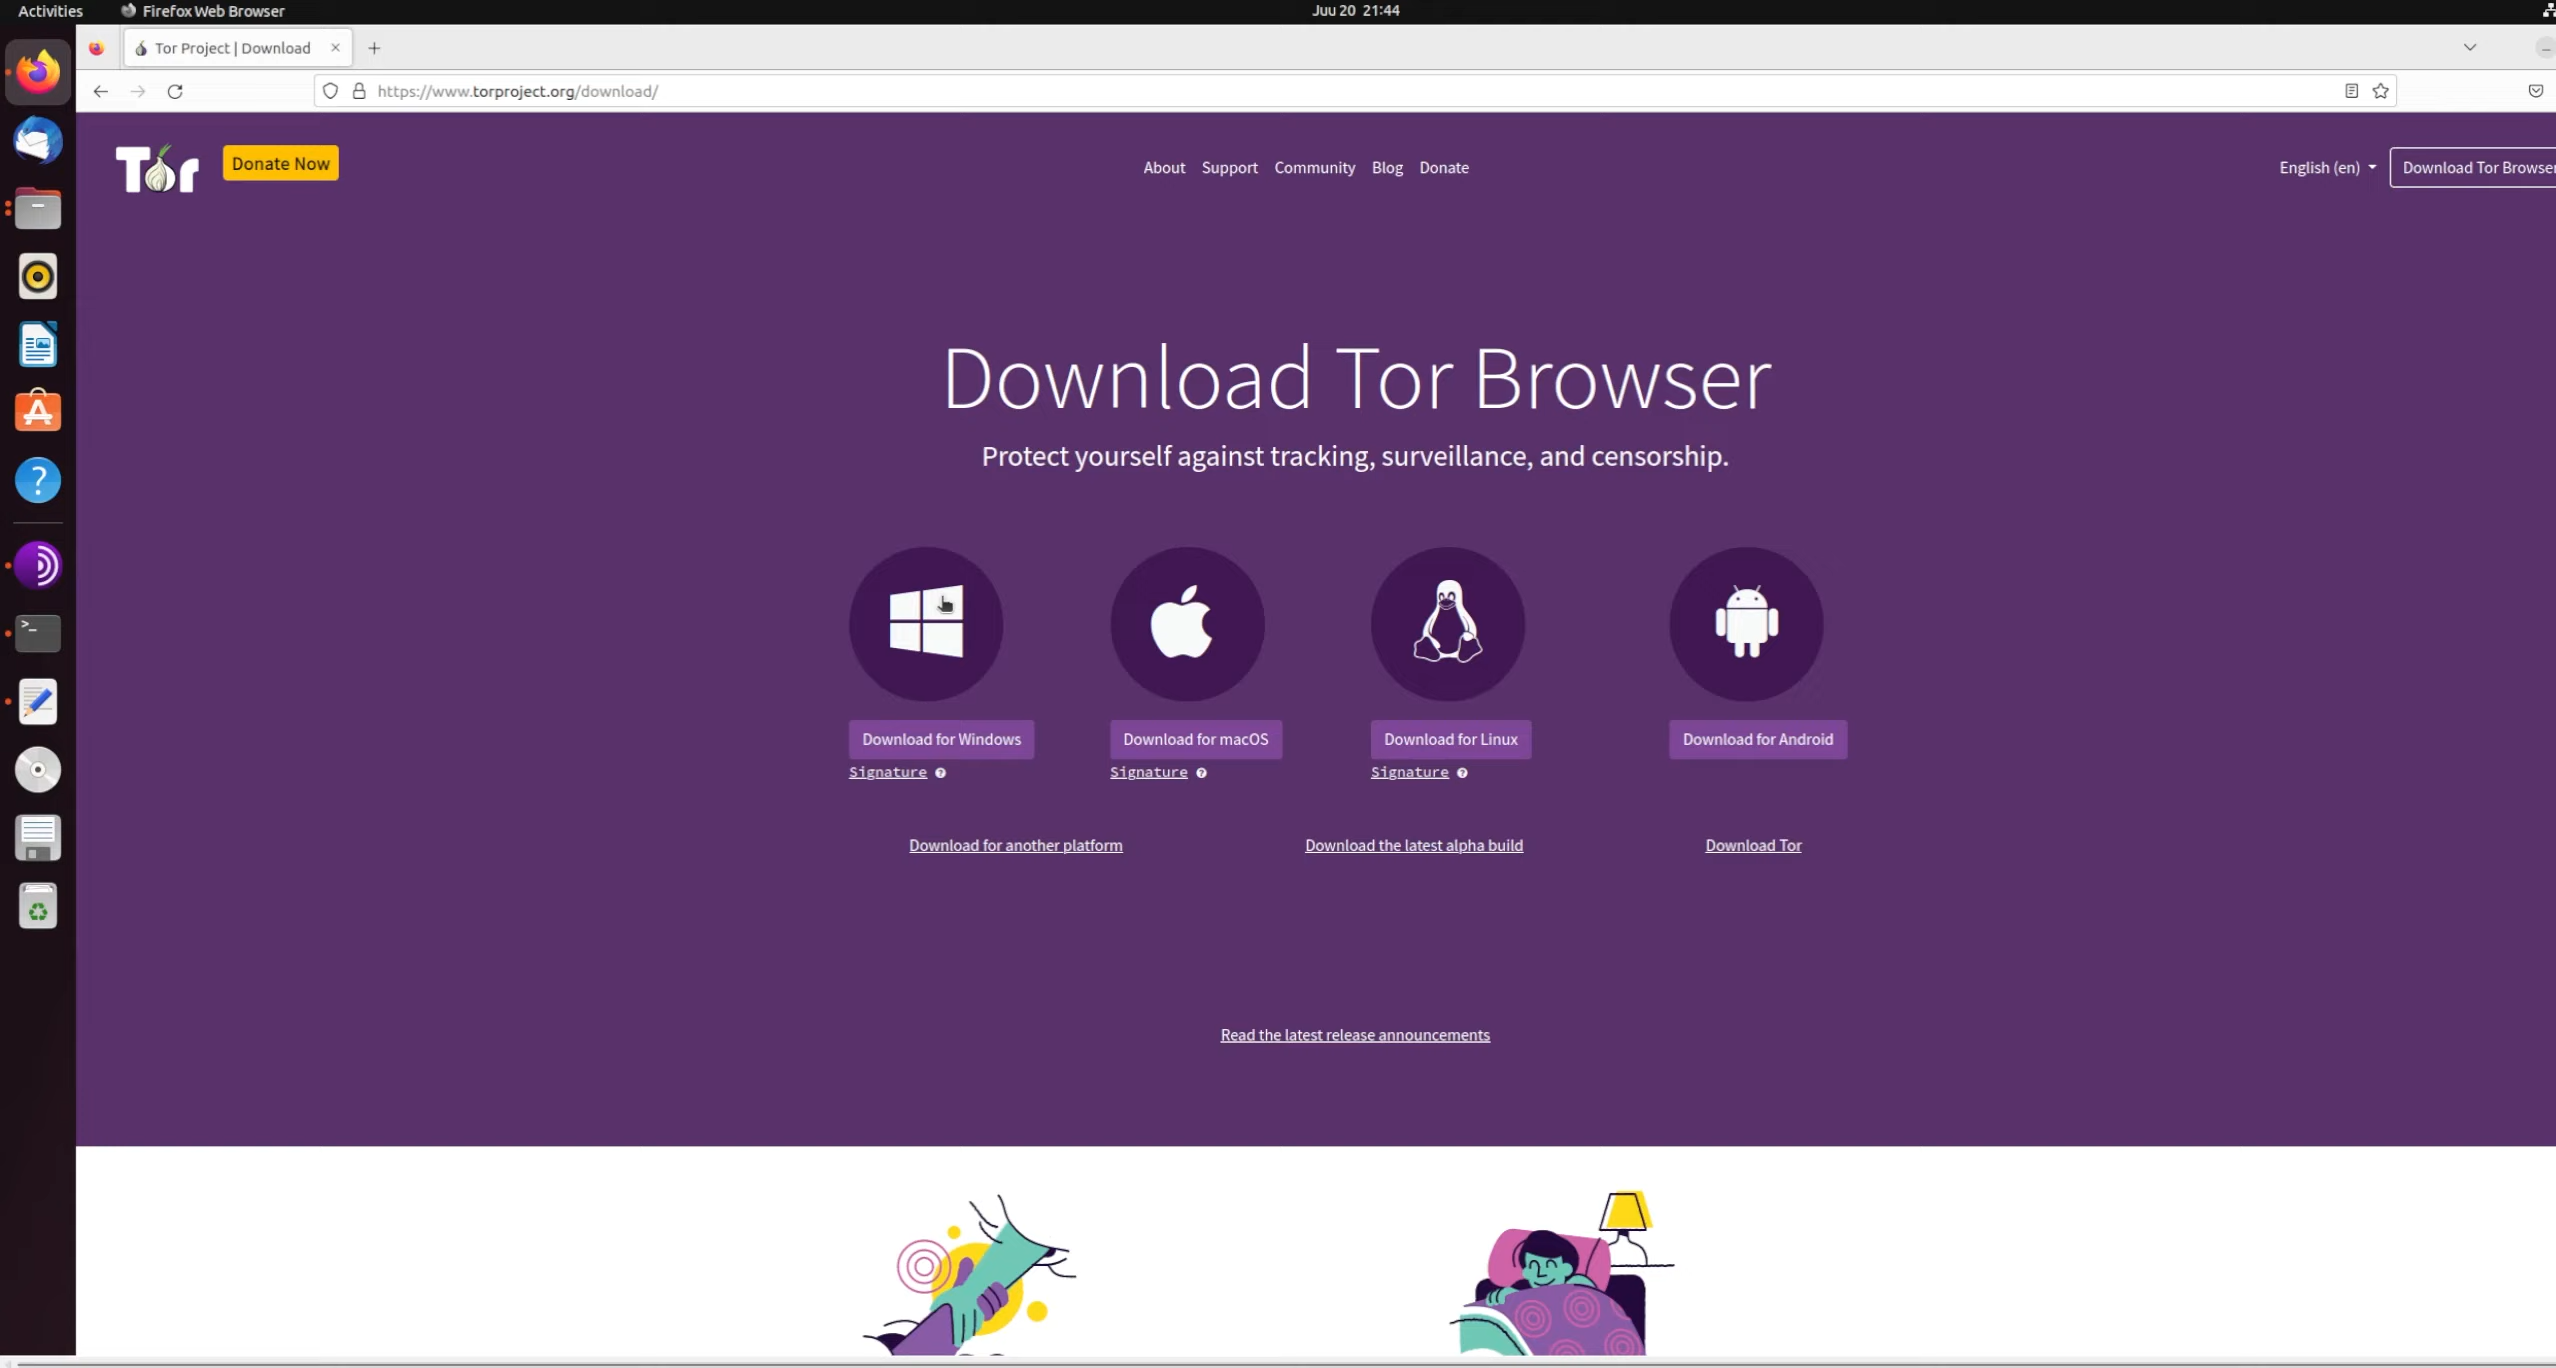 Activities Firefox Web Browser Juu 20 21:44
Tor Project | Download
https://www.torproject.org/download/
Tor Donate Now About Support Community Blog Donate English (en) Download Tor Browser
Download Tor Browser
Protect yourself against tracking, surveillance, and censorship.
Download for Windows Download for macOS Download for Linux Download for Android
Signature ? Signature ? Signature ?
Download for another platform Download the latest alpha build Download Tor
Read the latest release announcements